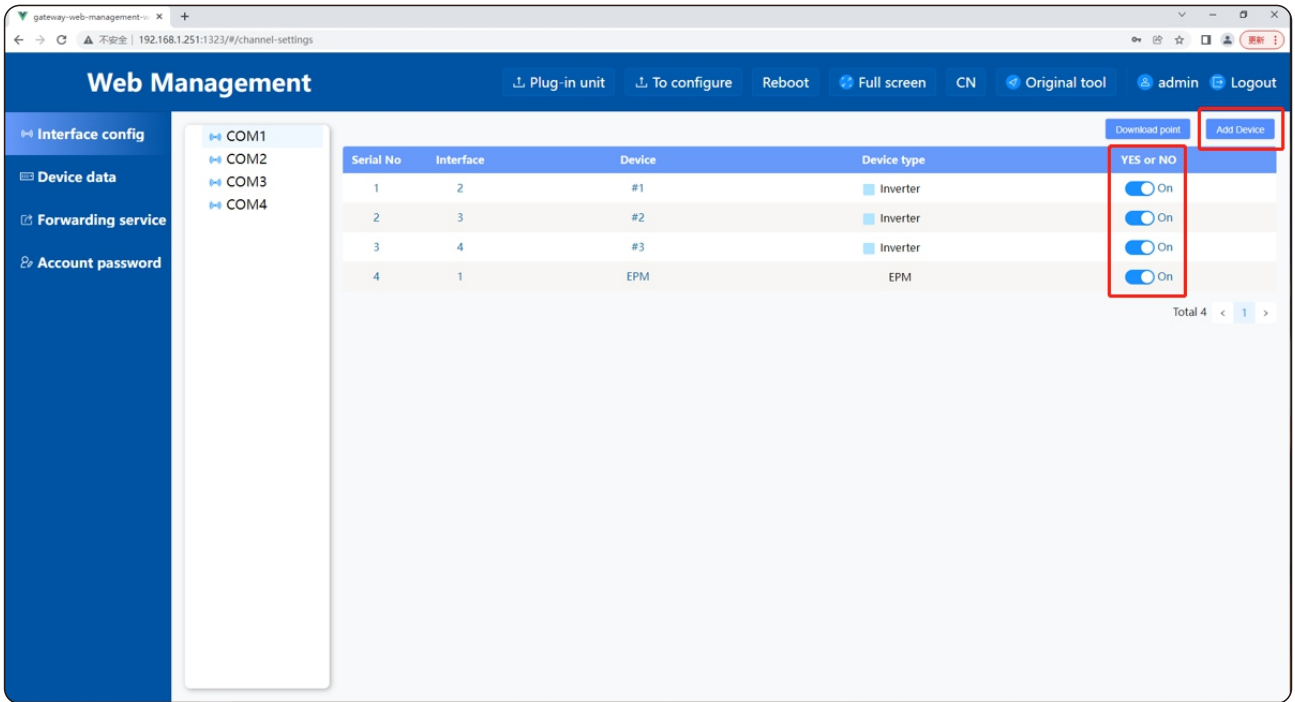 gateway-web-management-w
不安全 192.168.1.251:1323/#/channel-settings
更新
Web Management
Plug-in unit To configure Reboot Full screen CN Original tool admin Logout
Interface config
Device data
Forwarding service
Account password
COM1
COM2
COM3
COM4
Download point Add Device
Serial No Interface Device Device type YES or NO
1 2 #1 Inverter On
2 3 #2 Inverter On
3 4 #3 Inverter On
4 1 EPM EPM On
Total 4 < 1 >